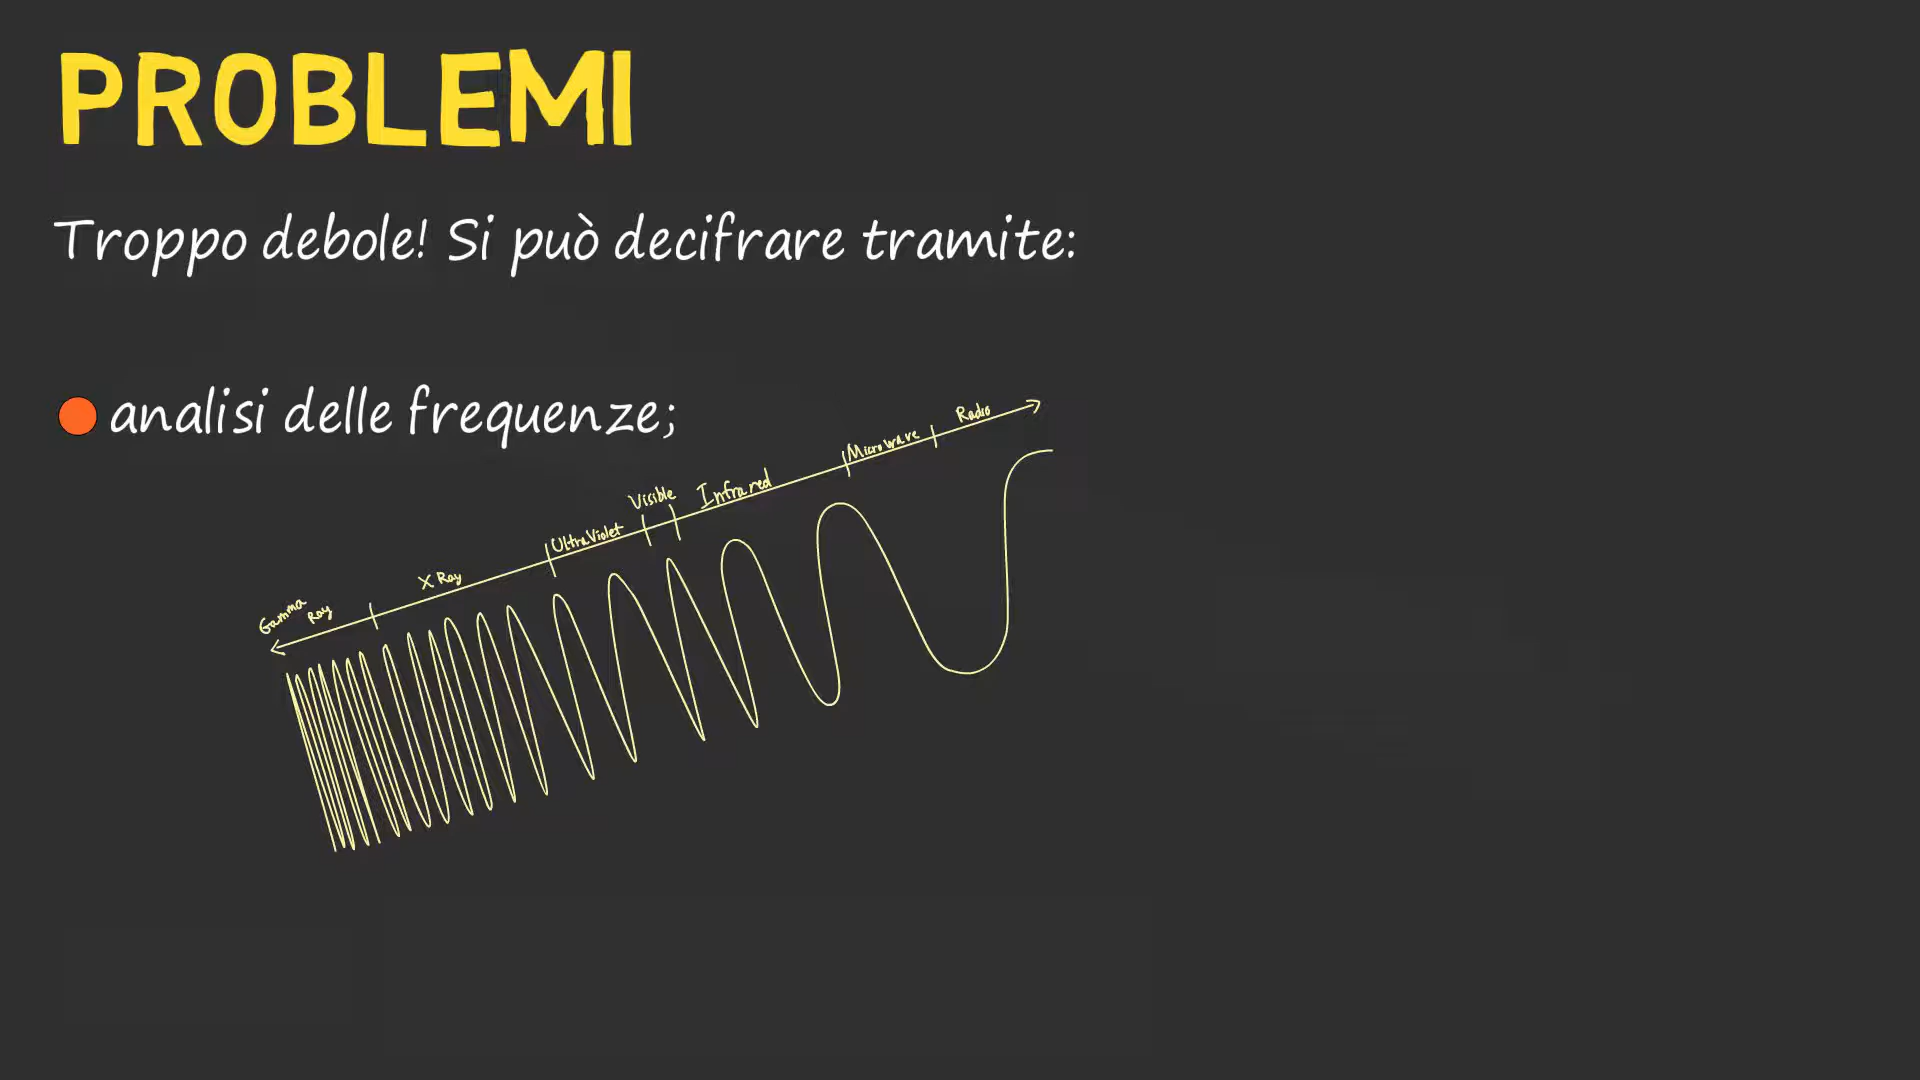 PROBLEMI
Troppo debole! Si può decifrare tramite:
analisi delle frequenze;
Gamma Ray
X Ray
UltraViolet
Visible
Infrared
Microwave
Radio